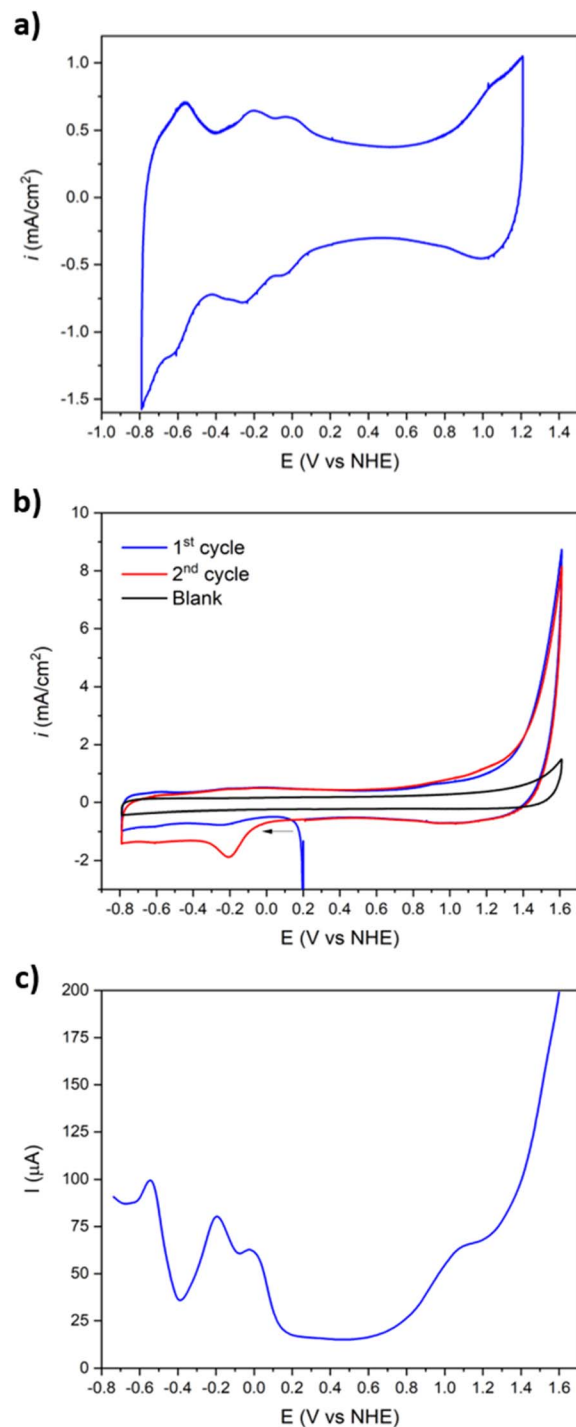 a)
1.0
0.5
0.0
-0.5
-1.0
-1.5
i (mA/cm²)
-1.0 -0.8 -0.6 -0.4 -0.2 0.0 0.2 0.4 0.6 0.8 1.0 1.2 1.4
E (V vs NHE)
b)
10
8
6
4
2
0
-2
i (mA/cm²)
1st cycle
2nd cycle
Blank
-0.8 -0.6 -0.4 -0.2 0.0 0.2 0.4 0.6 0.8 1.0 1.2 1.4 1.6
E (V vs NHE)
c)
200
175
150
125
100
75
50
25
0
I (μA)
-0.8 -0.6 -0.4 -0.2 0.0 0.2 0.4 0.6 0.8 1.0 1.2 1.4 1.6
E (V vs NHE)